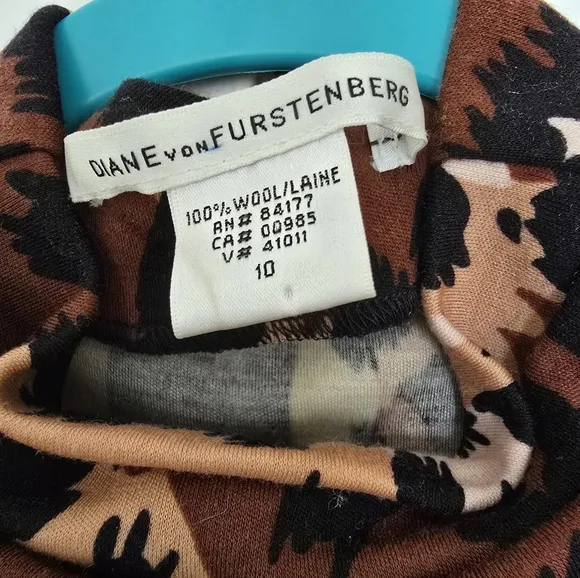 DIANE VON FURSTENBERG
100% WOOL/LAINE
RN# 84177
CA# 00985
V# 41011
10